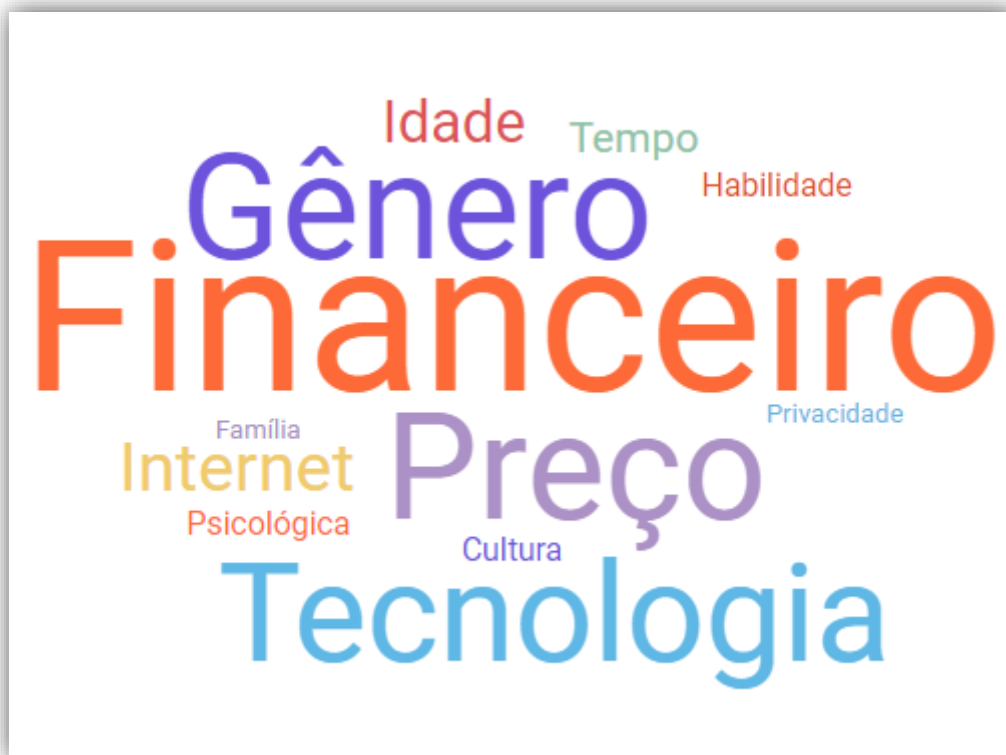 Idade
Tempo
Habilidade
Gênero
Financeiro
Privacidade
Família
Preço
Internet
Psicológica
Cultura
Tecnologia